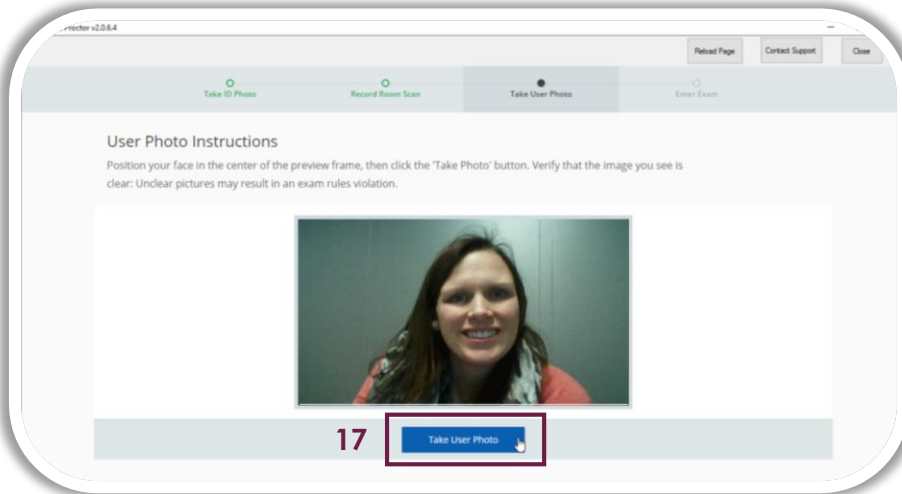 Proctor v2.0.6.4
Reload Page
Contact Support
Close
Take ID Photo
Record Room Scan
Take User Photo
Enter Exam
User Photo Instructions
Position your face in the center of the preview frame, then click the 'Take Photo' button. Verify that the image you see is
clear: Unclear pictures may result in an exam rules violation.
17
Take User Photo